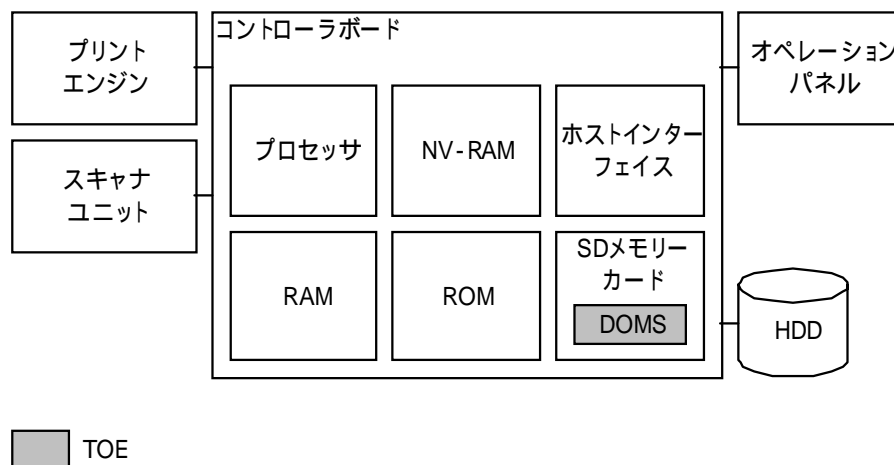 プリント
エンジン
スキャナ
ユニット
コントローラボード
プロセッサ
NV-RAM
ホストインター
フェイス
RAM
ROM
SDメモリー
カード
DOMS
オペレーション
パネル
HDD
TOE